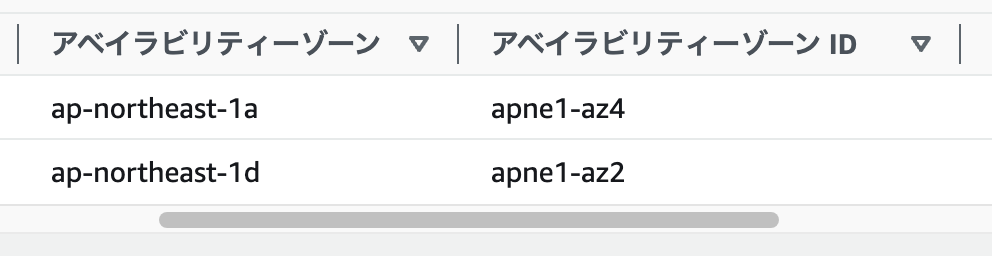 アベイラビリティーゾーン アベイラビリティーゾーン ID
ap-northeast-1a apne1-az4
ap-northeast-1d apne1-az2